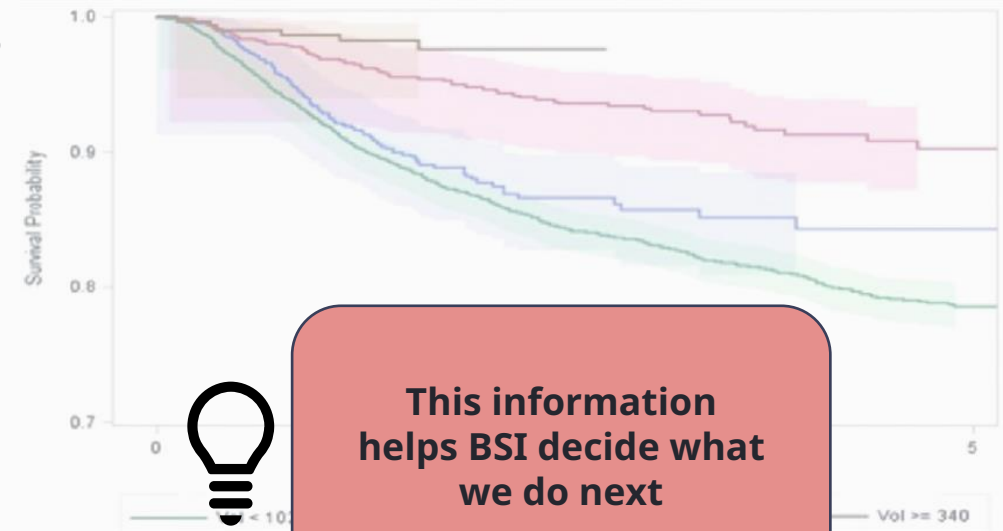 1.0
0.9
0.8
0.7
Survival Probability
0
5
This information
helps BSI decide what
we do next
< 10
Vol >= 340